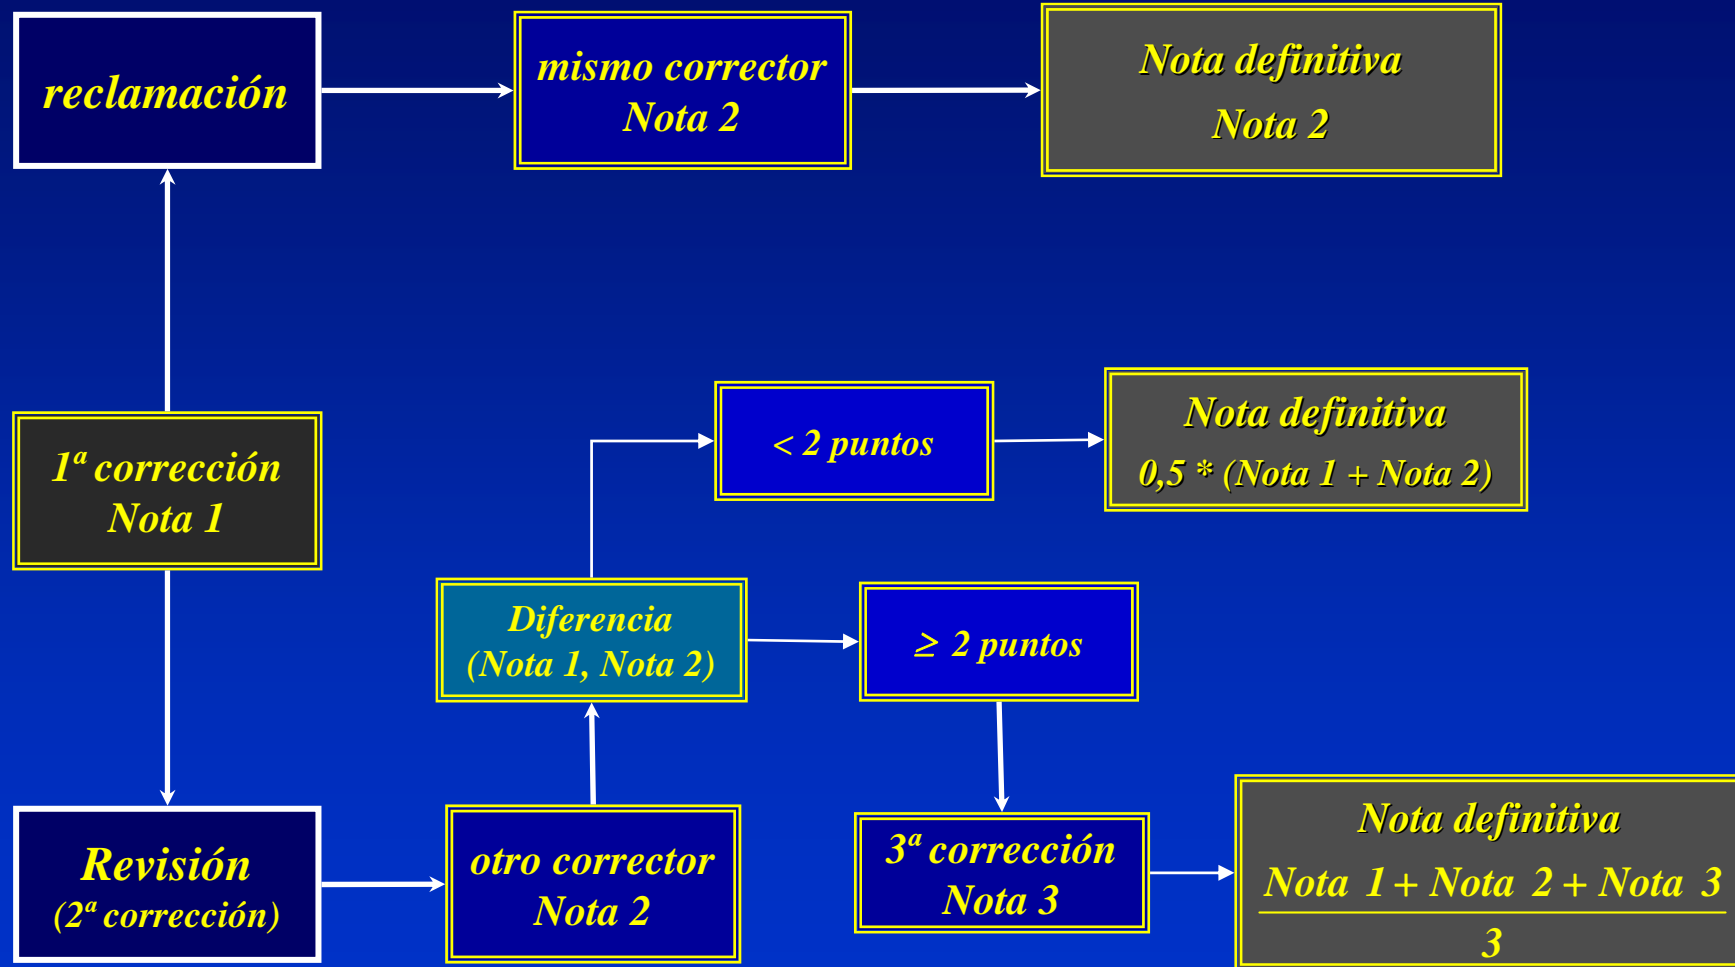 reclamación
mismo corrector
Nota 2
Nota definitiva
Nota 2
1ª corrección
Nota 1
< 2 puntos
Nota definitiva
0,5 * (Nota 1 + Nota 2)
Diferencia
(Nota 1, Nota 2)
≥ 2 puntos
Revisión
(2ª corrección)
otro corrector
Nota 2
3ª corrección
Nota 3
Nota definitiva
Nota 1 + Nota 2 + Nota 3
3